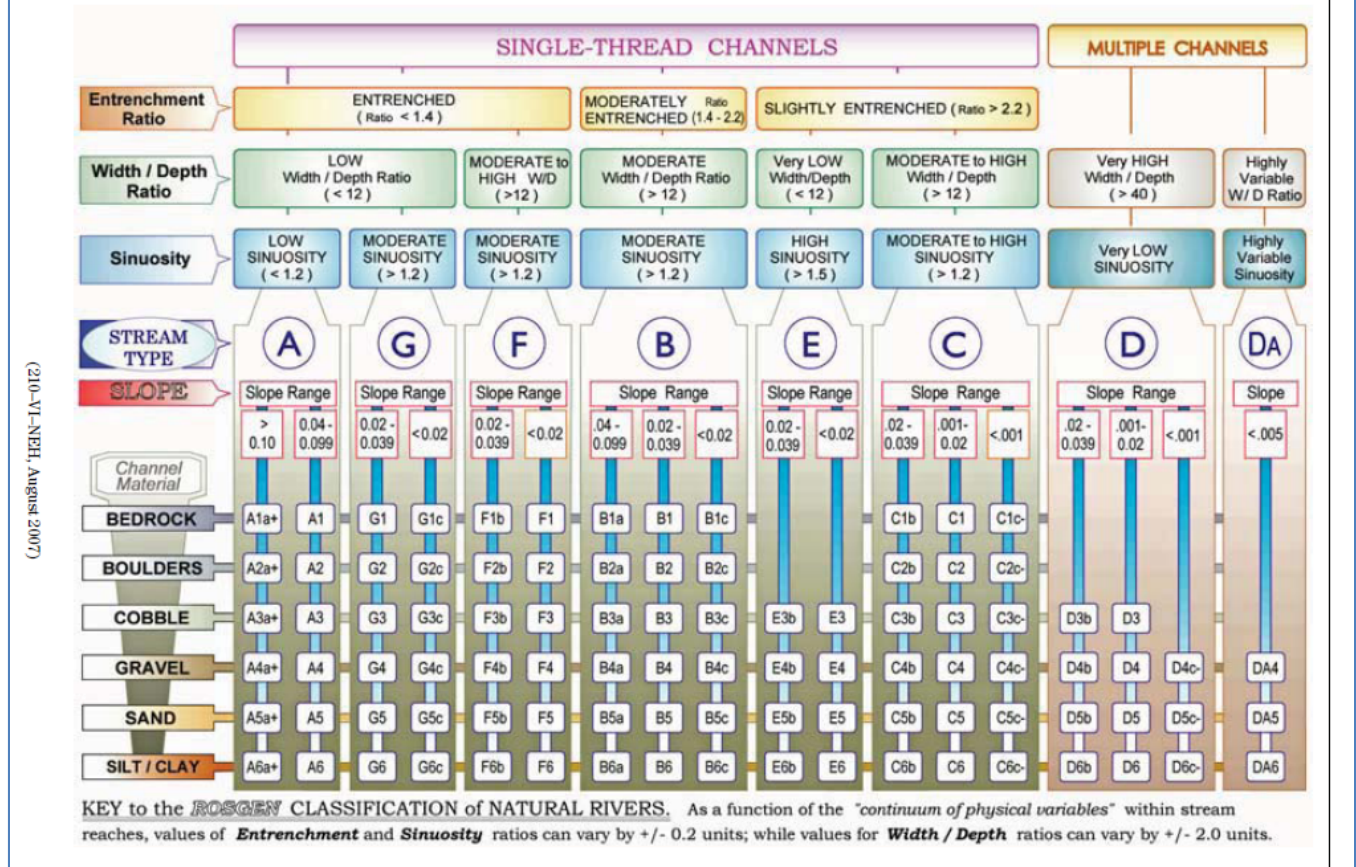 SINGLE-THREAD CHANNELS
MULTIPLE CHANNELS
Entrenchment
Ratio
ENTRENCHED
( Ratio < 1.4 )
MODERATELY Ratio
ENTRENCHED (1.4 - 2.2)
SLIGHTLY ENTRENCHED ( Ratio > 2.2 )
Width / Depth
Ratio
LOW
Width / Depth Ratio
( < 12 )
MODERATE to
HIGH W/D
( >12 )
MODERATE
Width / Depth Ratio
( > 12 )
Very LOW
Width/Depth
( < 12 )
MODERATE to HIGH
Width / Depth
( > 12 )
Very HIGH
Width / Depth
( > 40 )
Highly
Variable
W/ D Ratio
Sinuosity
LOW
SINUOSITY
( < 1.2 )
MODERATE
SINUOSITY
( > 1.2 )
MODERATE
SINUOSITY
( > 1.2 )
MODERATE
SINUOSITY
( > 1.2 )
HIGH
SINUOSITY
( > 1.5 )
MODERATE to HIGH
SINUOSITY
( > 1.2 )
Very LOW
SINUOSITY
Highly
Variable
Sinuosity
STREAM
TYPE
A G F B E C D DA
SLOPE
Slope Range Slope Range Slope Range Slope Range Slope Range Slope Range Slope Range Slope
>
0.10
0.04 -
0.099
0.02 -
0.039
<0.02
0.02 -
0.039
<0.02
.04 -
0.099
0.02 -
0.039
<0.02
0.02 -
0.039
<0.02
.02 -
0.039
.001-
0.02
<.001
.02 -
0.039
.001-
0.02
<.001
<.005
Channel
Material
BEDROCK A1a+ A1 G1 G1c F1b F1 B1a B1 B1c C1b C1 C1c-
BOULDERS A2a+ A2 G2 G2c F2b F2 B2a B2 B2c C2b C2 C2c-
COBBLE A3a+ A3 G3 G3c F3b F3 B3a B3 B3c E3b E3 C3b C3 C3c- D3b D3
GRAVEL A4a+ A4 G4 G4c F4b F4 B4a B4 B4c E4b E4 C4b C4 C4c- D4b D4 D4c- DA4
SAND A5a+ A5 G5 G5c F5b F5 B5a B5 B5c E5b E5 C5b C5 C5c- D5b D5 D5c- DA5
SILT / CLAY A6a+ A6 G6 G6c F6b F6 B6a B6 B6c E6b E6 C6b C6 C6c- D6b D6 D6c- DA6
KEY to the ROSGEN CLASSIFICATION of NATURAL RIVERS. As a function of the "continuum of physical variables" within stream
reaches, values of Entrenchment and Sinuosity ratios can vary by +/- 0.2 units; while values for Width / Depth ratios can vary by +/- 2.0 units.
(210–VI–NEH, August 2007)